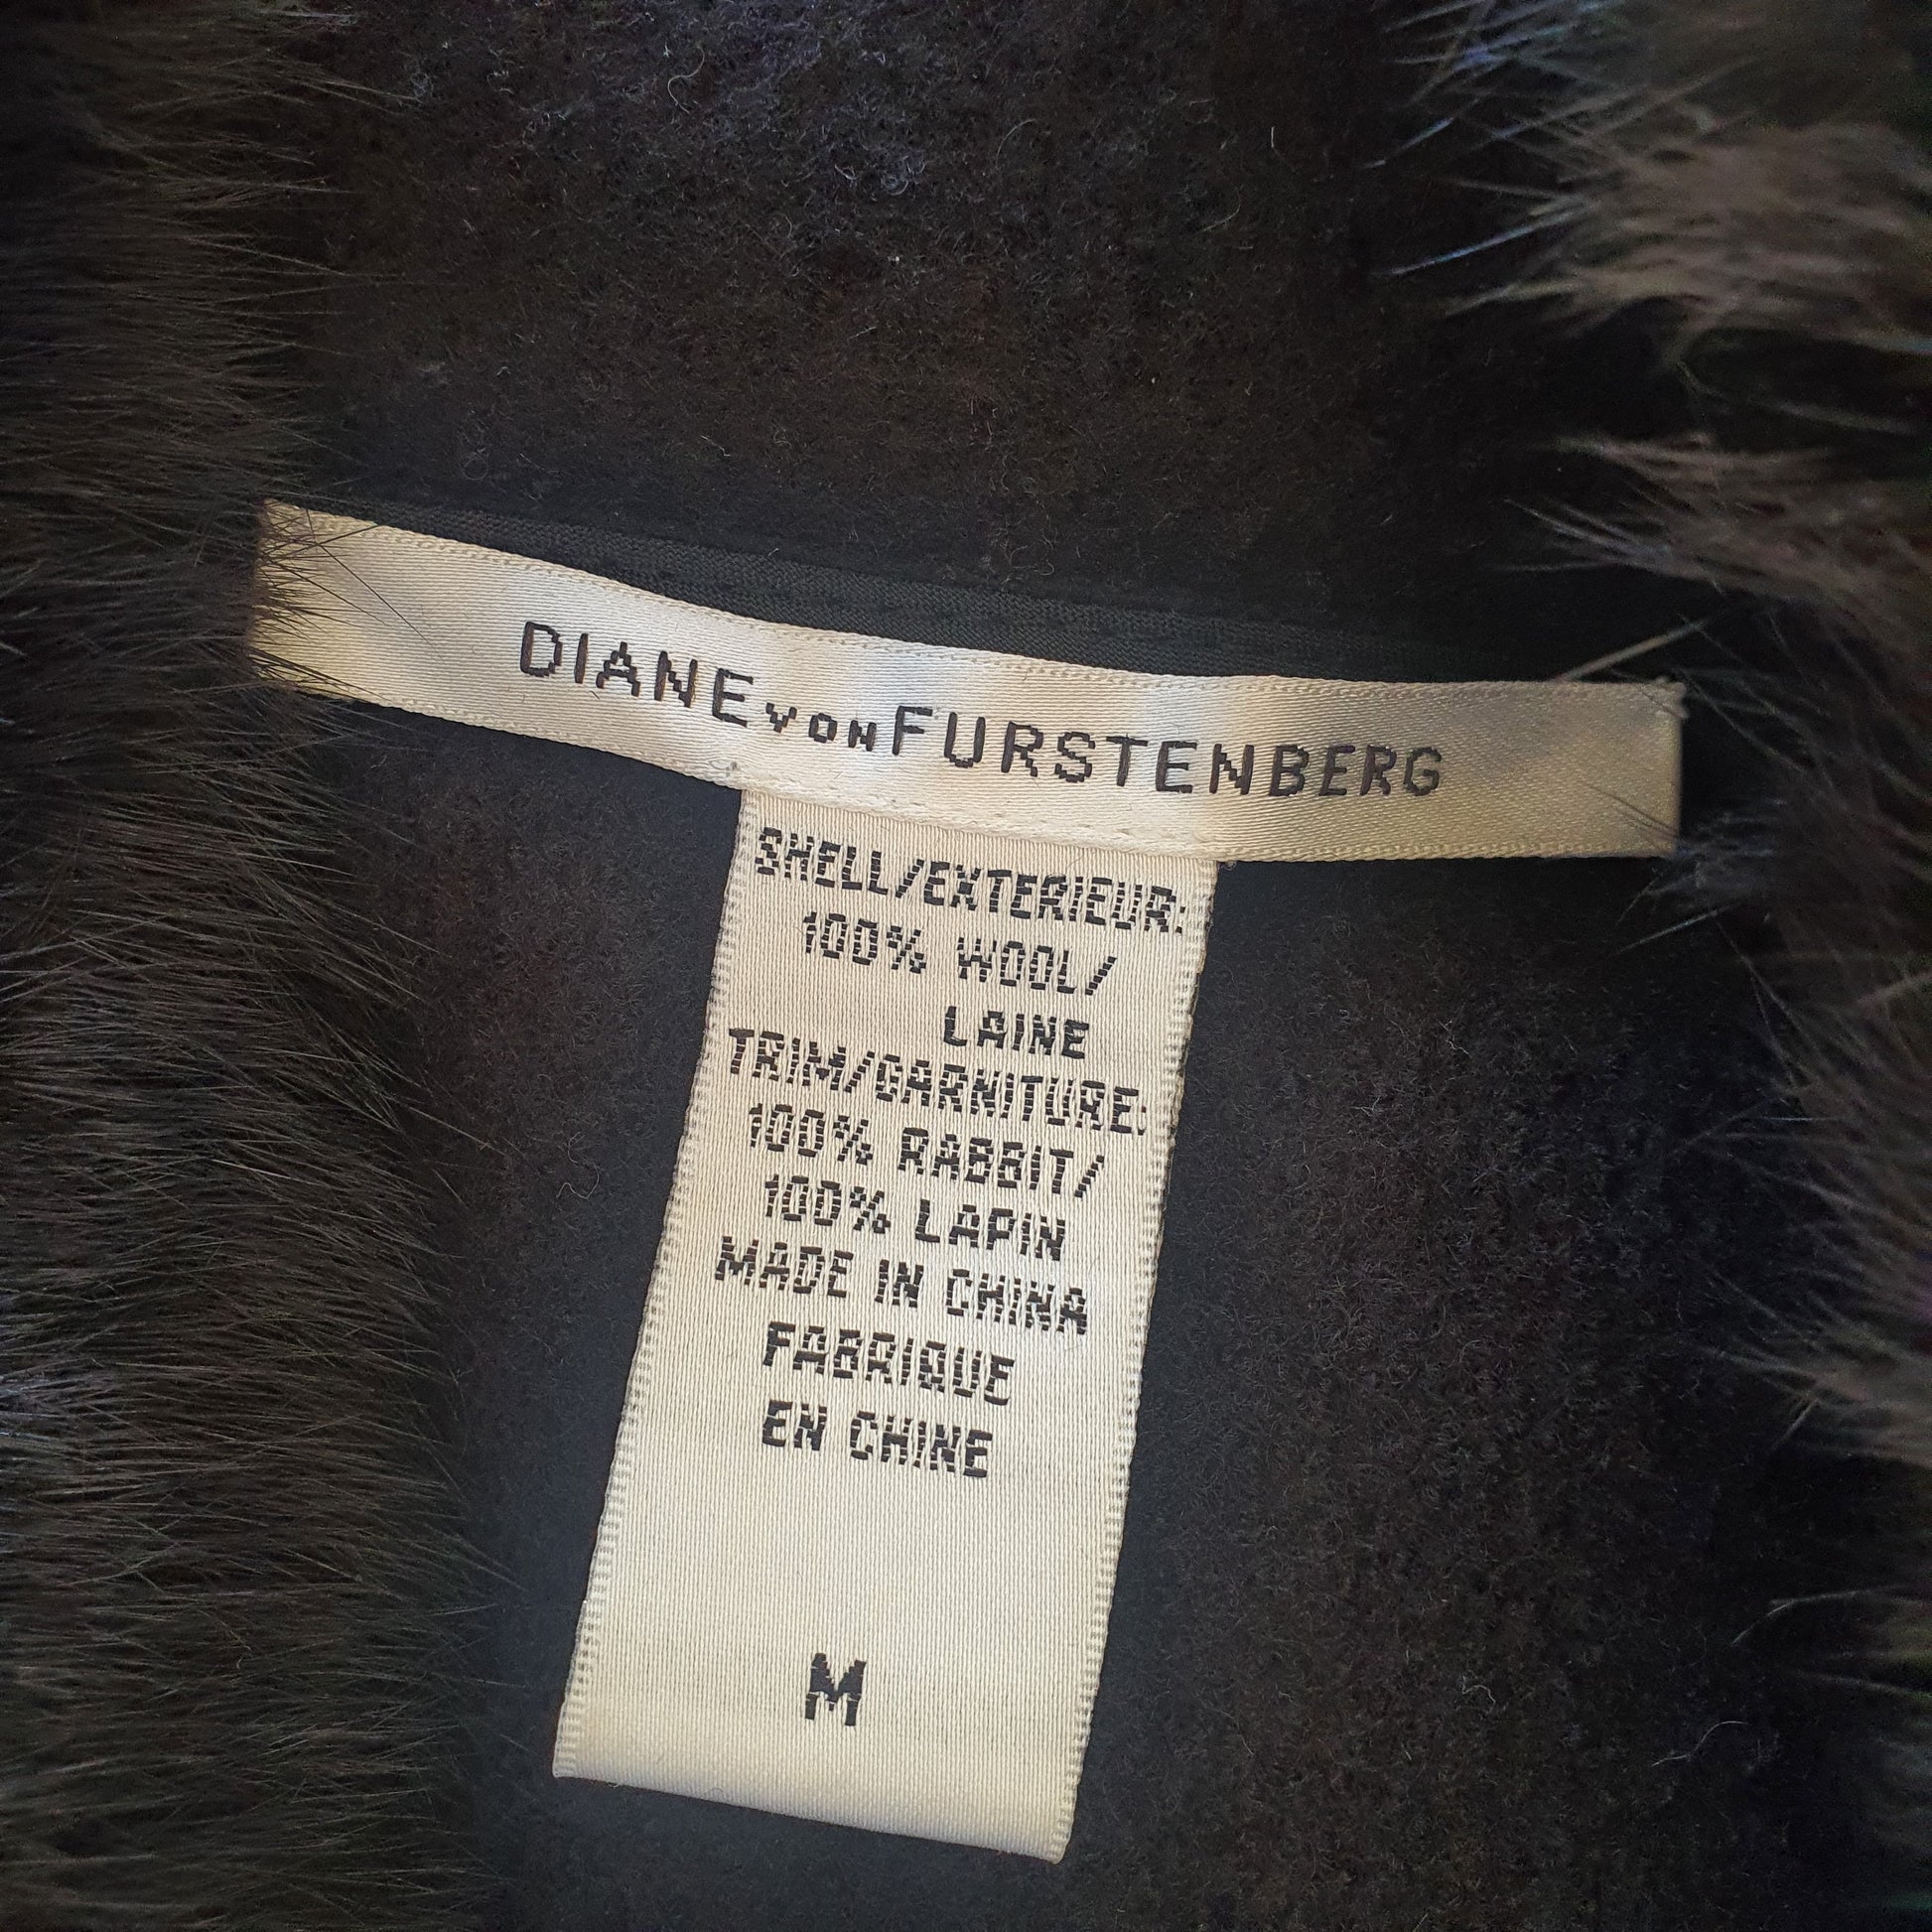 DIANE von FURSTENBERG
SHELL/EXTERIEUR:
100% WOOL/
LAINE
TRIM/GARNITURE:
100% RABBIT/
100% LAPIN
MADE IN CHINA
FABRIQUE
EN CHINE
M